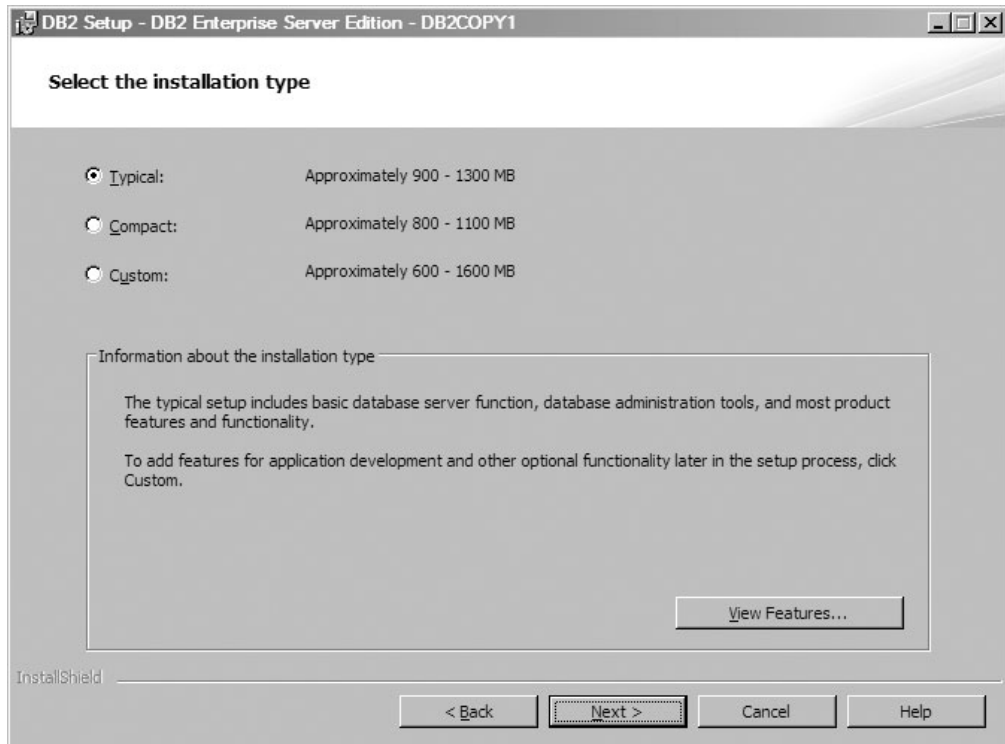 DB2 Setup - DB2 Enterprise Server Edition - DB2COPY1
Select the installation type
Typical: Approximately 900 - 1300 MB
Compact: Approximately 800 - 1100 MB
Custom: Approximately 600 - 1600 MB
Information about the installation type
The typical setup includes basic database server function, database administration tools, and most product
features and functionality.
To add features for application development and other optional functionality later in the setup process, click
Custom.
View Features...
InstallShield
< Back Next > Cancel Help